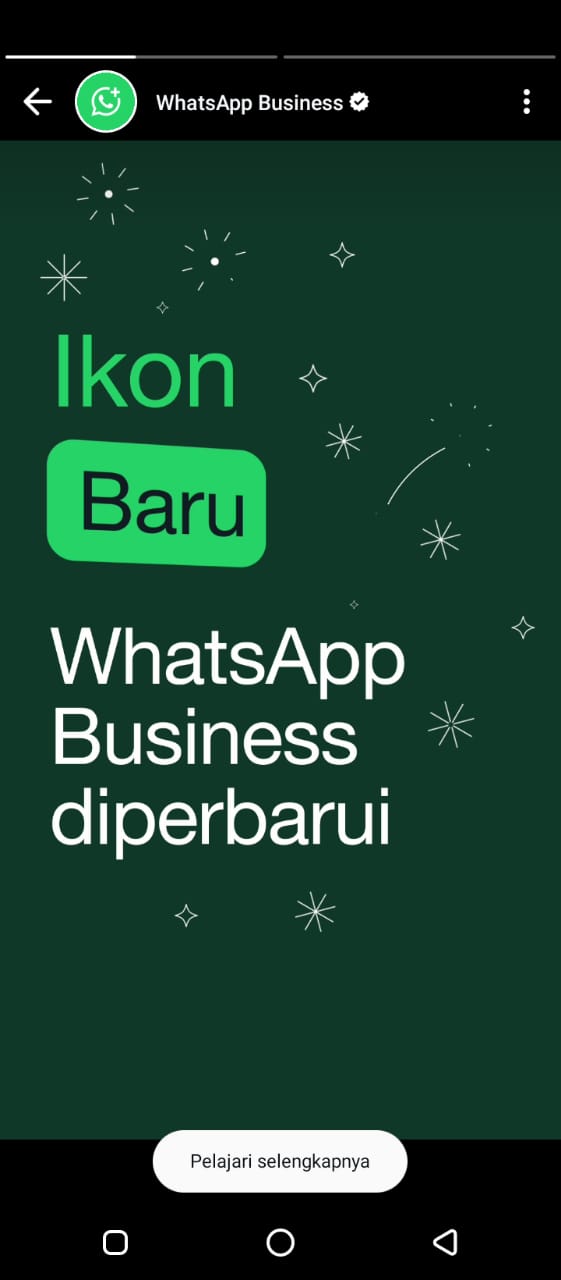 WhatsApp Business
Ikon
Baru
WhatsApp
Business
diperbarui
Pelajari selengkapnya